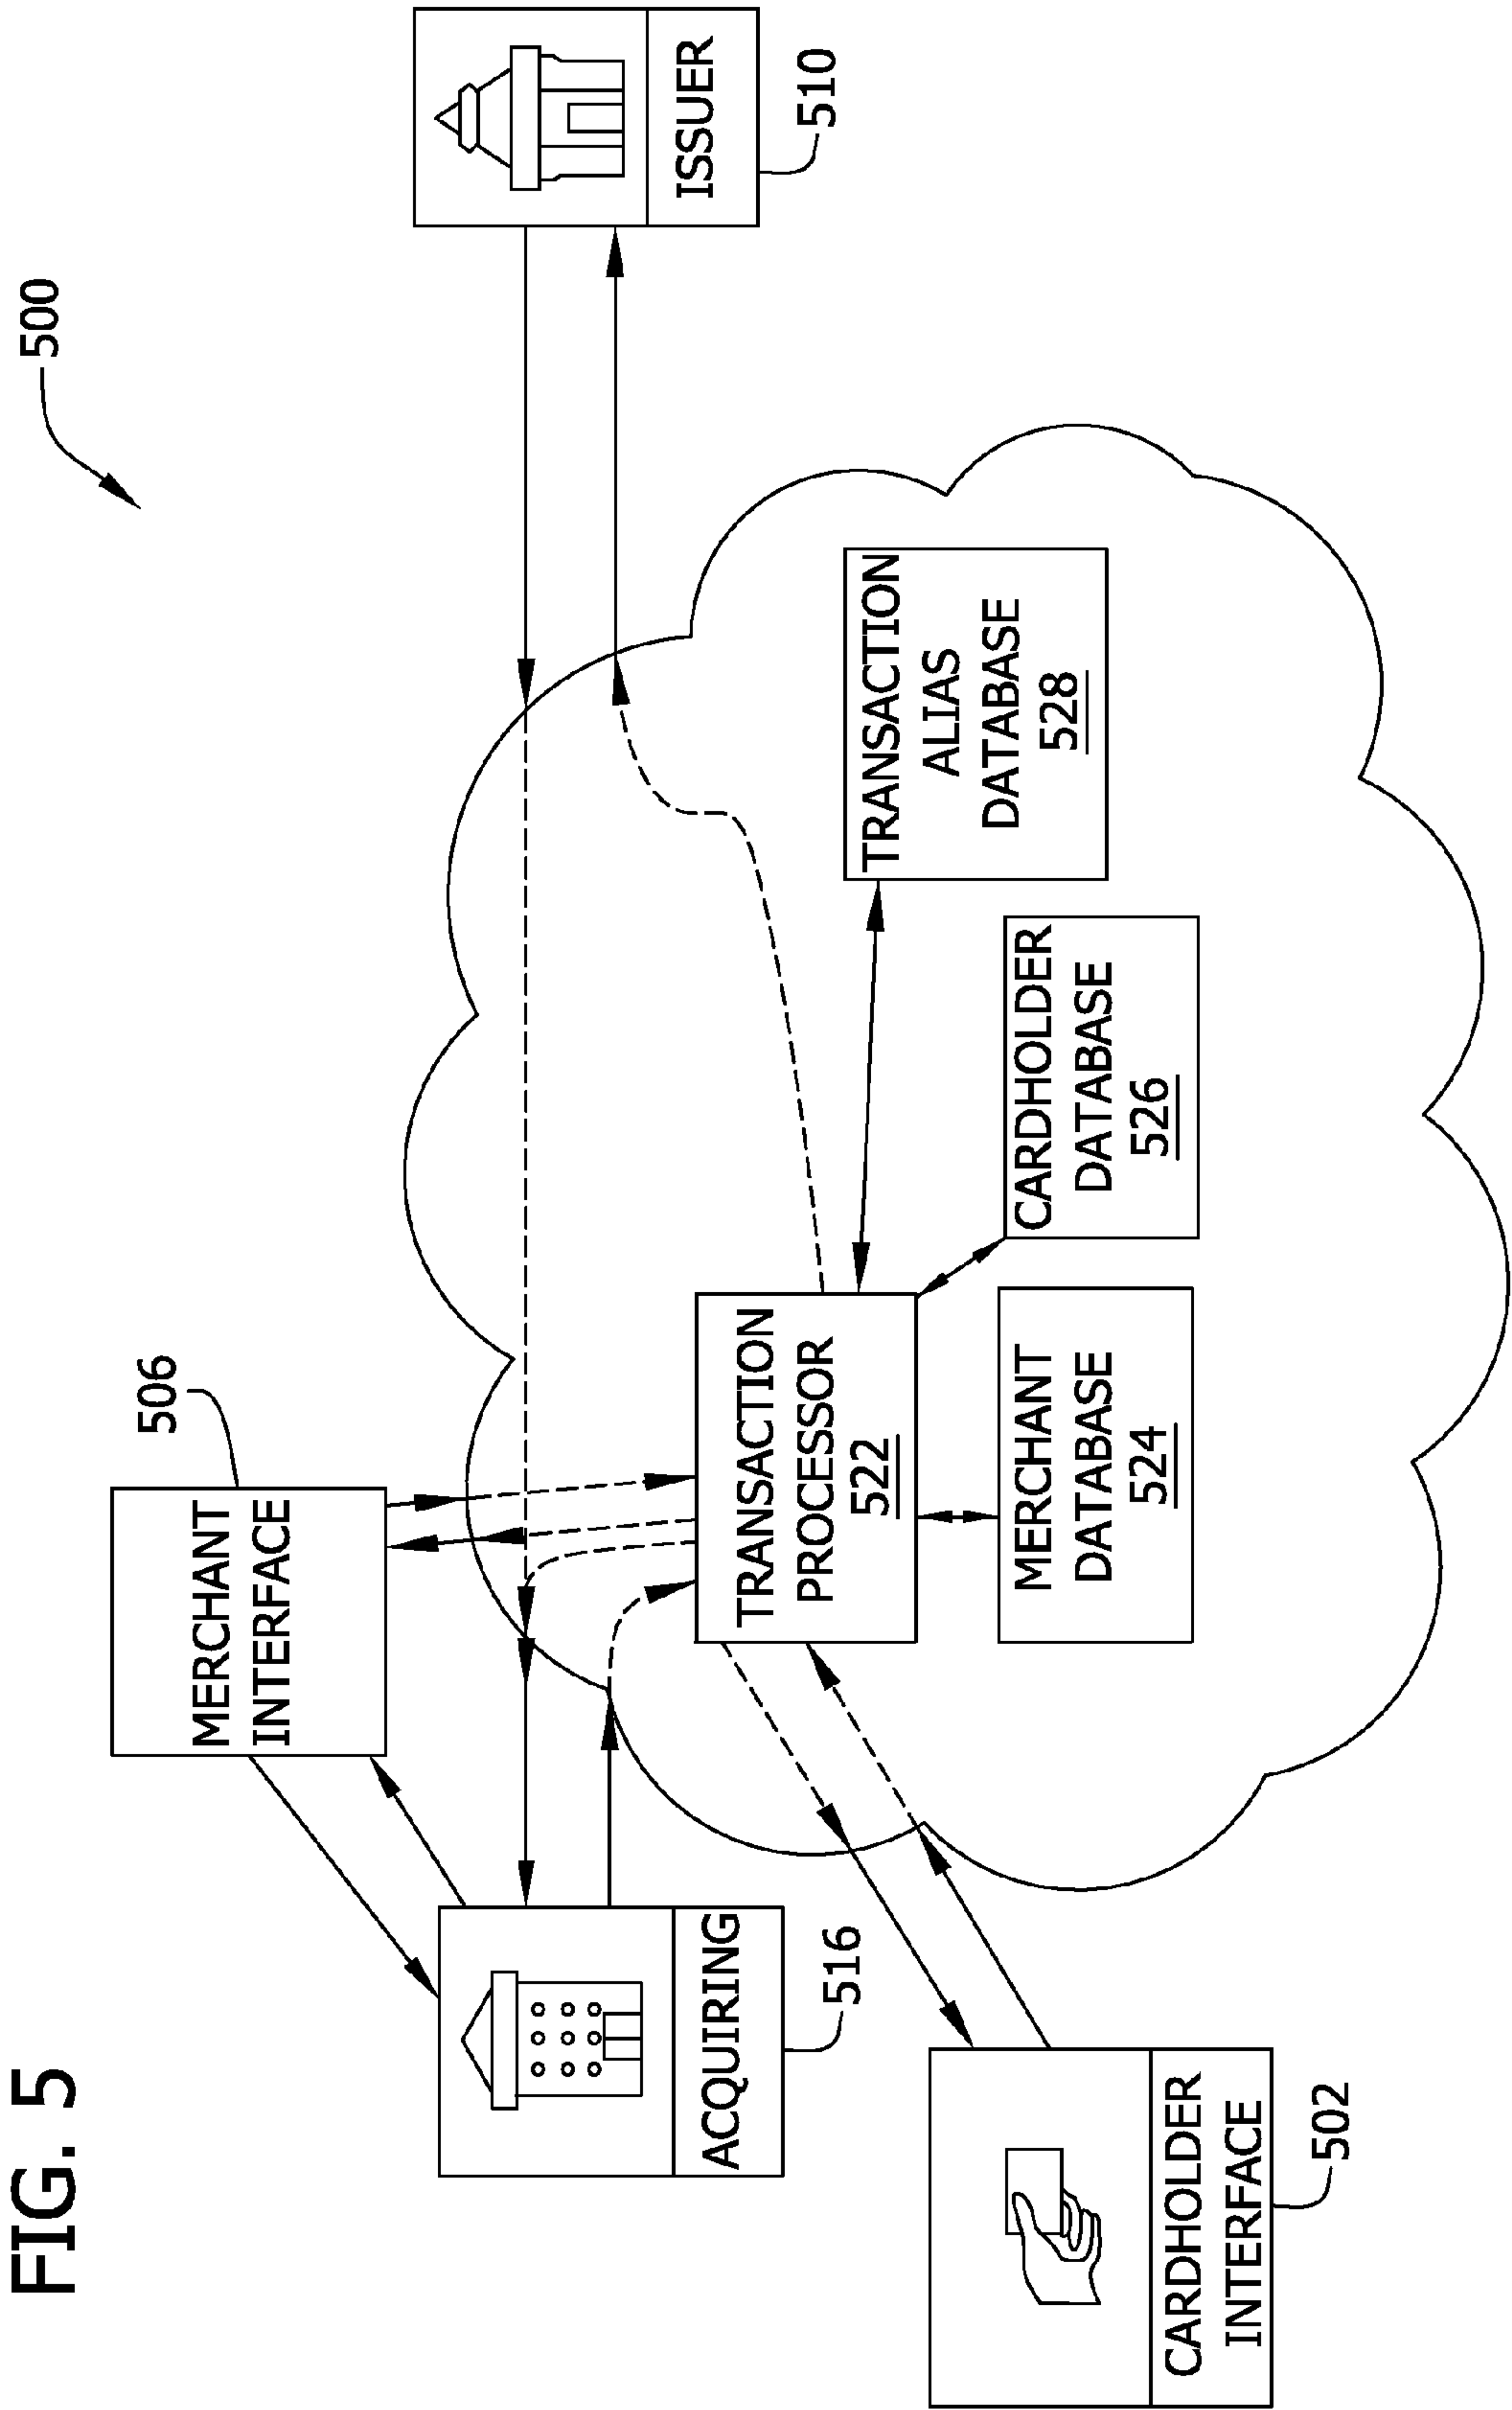 FIG. 5
500
MERCHANT
INTERFACE
506
ISSUER
510
ACQUIRING
516
TRANSACTION
PROCESSOR
522
TRANSACTION
ALIAS
DATABASE
528
CARDHOLDER
DATABASE
526
MERCHANT
DATABASE
524
CARDHOLDER
INTERFACE
502